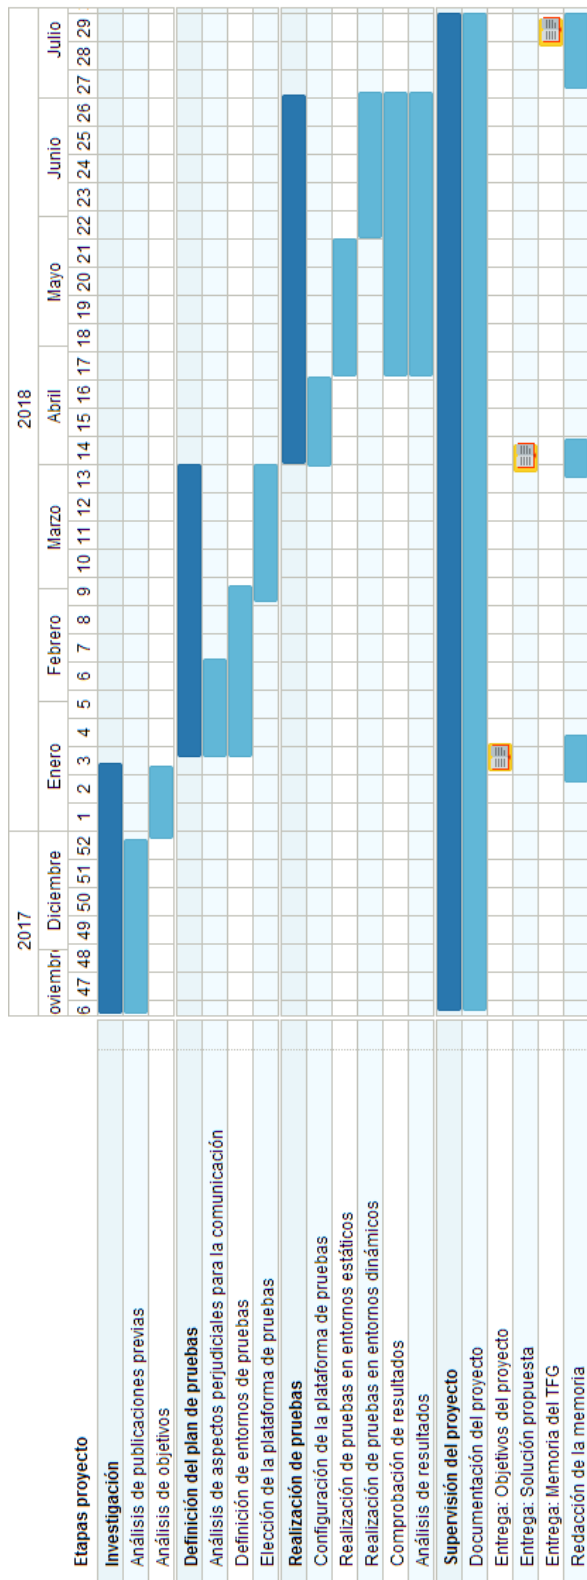 2017 2018
oviembre Diciembre Enero Febrero Marzo Abril Mayo Junio Julio
Etapas proyecto 6 47 48 49 50 51 52 1 2 3 4 5 6 7 8 9 10 11 12 13 14 15 16 17 18 19 20 21 22 23 24 25 26 27 28 29
Investigación
Análisis de publicaciones previas
Análisis de objetivos
Definición del plan de pruebas
Análisis de aspectos perjudiciales para la comunicación
Definición de entornos de pruebas
Elección de la plataforma de pruebas
Realización de pruebas
Configuración de la plataforma de pruebas
Realización de pruebas en entornos estáticos
Realización de pruebas en entornos dinámicos
Comprobación de resultados
Análisis de resultados
Supervisión del proyecto
Documentación del proyecto
Entrega: Objetivos del proyecto
Entrega: Solución propuesta
Entrega: Memoria del TFG
Redacción de la memoria